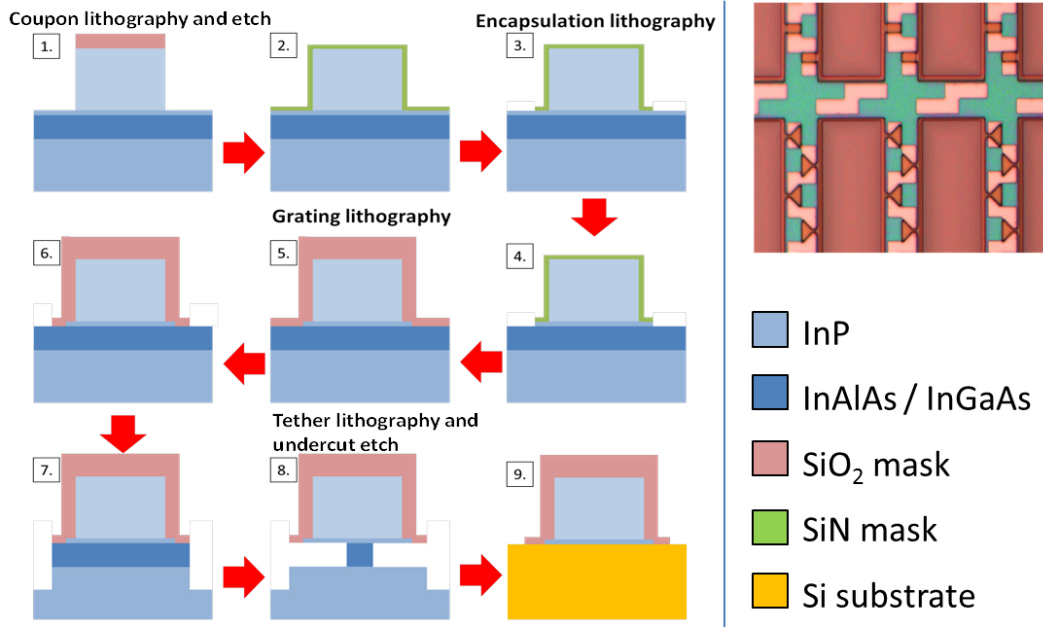 Coupon lithography and etch
Encapsulation lithography
1.
2.
3.
Grating lithography
6.
5.
4.
Tether lithography and
undercut etch
7.
8.
9.
InP
InAlAs / InGaAs
SiO₂ mask
SiN mask
Si substrate